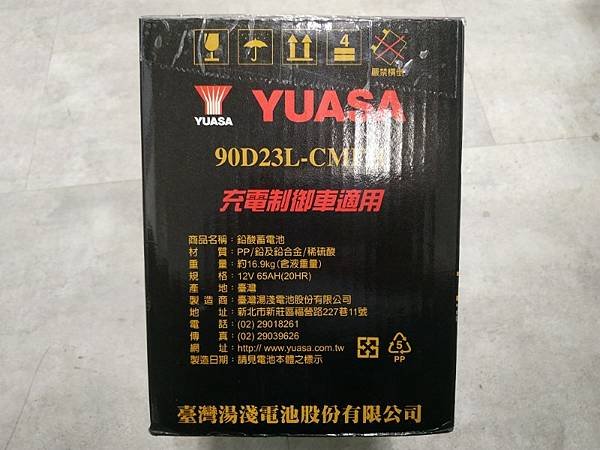 4
嚴禁橫倒
YUASA
YUASA
90D23L-CMF
充電制御車適用
商品名稱：鉛酸蓄電池
材質：PP/鉛及鉛合金/稀硫酸
重量：約16.9kg(含液重量)
規格：12V 65AH(20HR)
產地：臺灣
製造商：臺灣湯淺電池股份有限公司
地址：新北市新莊區福營路227巷11號
電話：(02) 29018261
傳真：(02) 29039626
網址：http:// www.yuasa.com.tw
製造日期：請見電池本體之標示
5
PP
臺灣湯淺電池股份有限公司